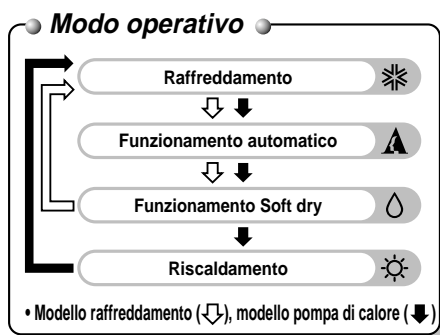 Modo operativo
Raffreddamento
Funzionamento automatico
Funzionamento Soft dry
Riscaldamento
• Modello raffreddamento (⇩), modello pompa di calore (🡇)